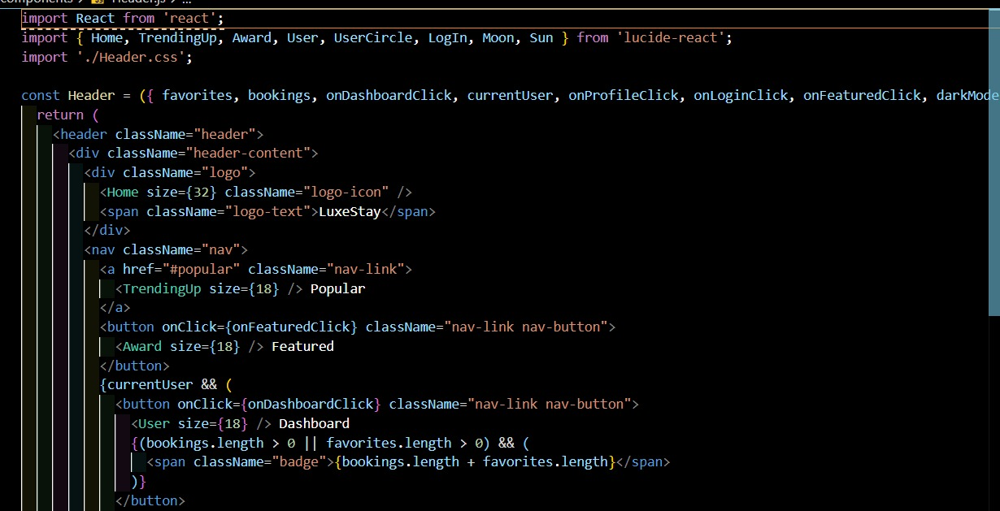 components > JS Header.js > ...
import React from 'react';
import { Home, TrendingUp, Award, User, UserCircle, LogIn, Moon, Sun } from 'lucide-react';
import './Header.css';
const Header = ({ favorites, bookings, onDashboardClick, currentUser, onProfileClick, onLoginClick, onFeaturedClick, darkMode
return (
<header className="header">
<div className="header-content">
<div className="logo">
<Home size={32} className="logo-icon" />
<span className="logo-text">LuxeStay</span>
</div>
<nav className="nav">
<a href="#popular" className="nav-link">
<TrendingUp size={18} /> Popular
</a>
<button onClick={onFeaturedClick} className="nav-link nav-button">
<Award size={18} /> Featured
</button>
{currentUser && (
<button onClick={onDashboardClick} className="nav-link nav-button">
<User size={18} /> Dashboard
{(bookings.length > 0 || favorites.length > 0) && (
<span className="badge">{bookings.length + favorites.length}</span>
)}
</button>